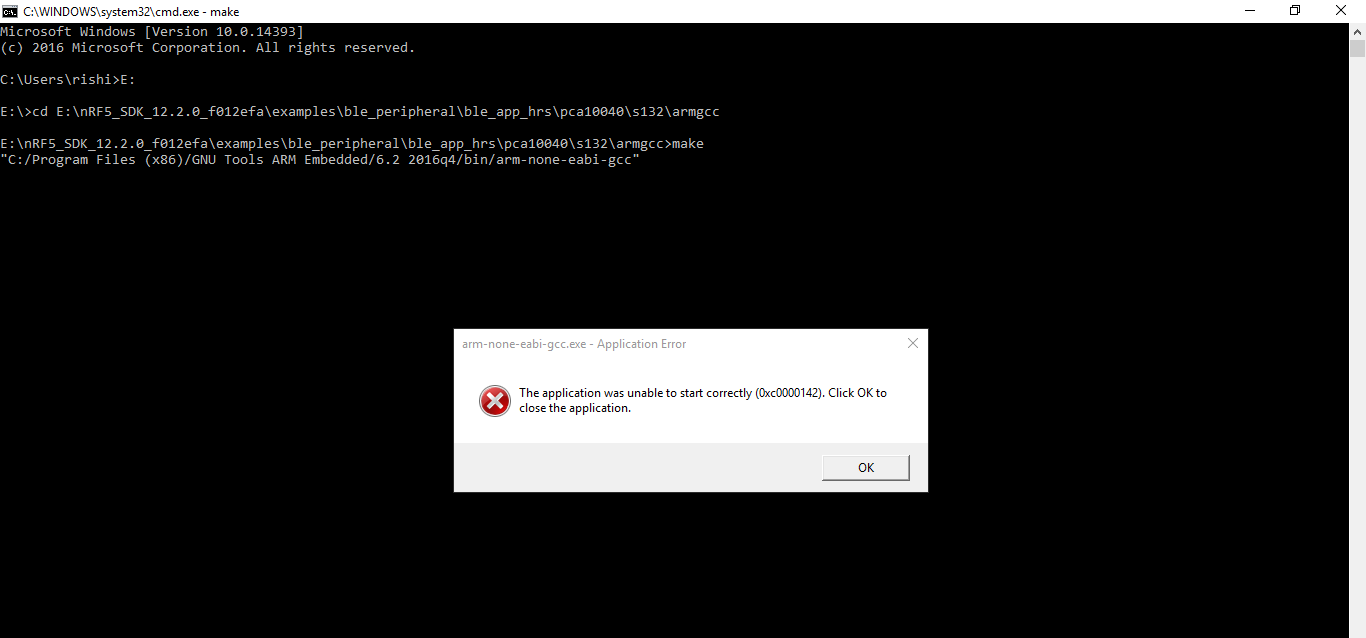 C:\WINDOWS\system32\cmd.exe - make
Microsoft Windows [Version 10.0.14393]
(c) 2016 Microsoft Corporation. All rights reserved.
C:\Users\rishi>E:
E:\>cd E:\nRF5_SDK_12.2.0_f012efa\examples\ble_peripheral\ble_app_hrs\pca10040\s132\armgcc
E:\nRF5_SDK_12.2.0_f012efa\examples\ble_peripheral\ble_app_hrs\pca10040\s132\armgcc>make
"C:/Program Files (x86)/GNU Tools ARM Embedded/6.2 2016q4/bin/arm-none-eabi-gcc"
arm-none-eabi-gcc.exe - Application Error
The application was unable to start correctly (0xc0000142). Click OK to
close the application.
OK